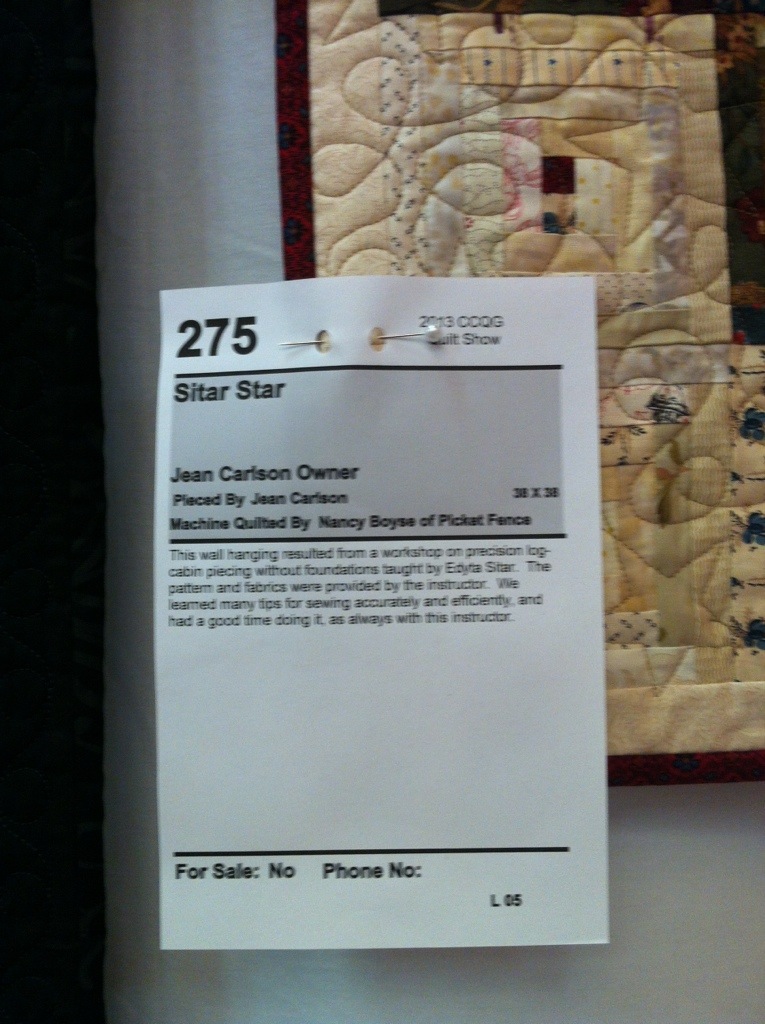 275
2013 CCQG
Quilt Show
Sitar Star
Jean Carlson Owner
Pieced By Jean Carlson
38 X 38
Machine Quilted By Nancy Boyse of Picket Fence
This wall hanging resulted from a workshop on precision log-
cabin piecing without foundations taught by Edyta Sitar. The
pattern and fabrics were provided by the instructor. We
learned many tips for sewing accurately and efficiently, and
had a good time doing it, as always with this instructor.
For Sale: No Phone No:
L 05